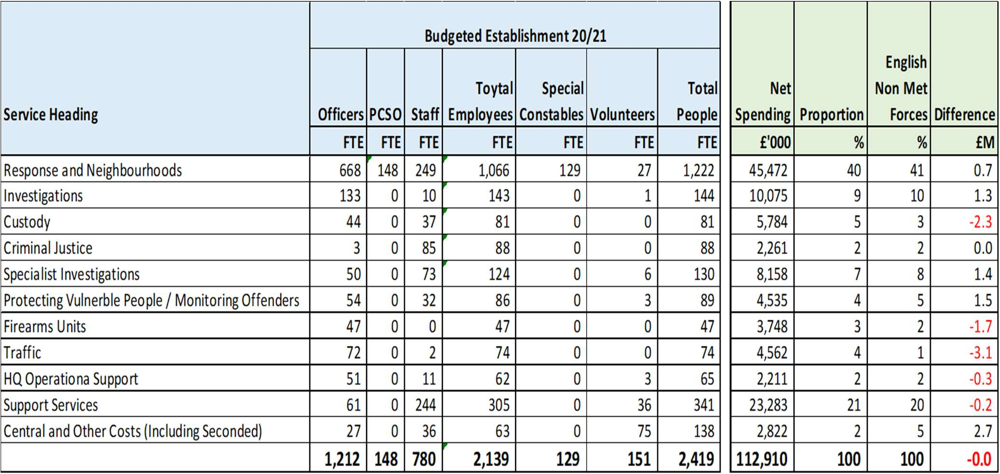 Budgeted Establishment 20/21
English
Toytal Special Total Net Non Met
Service Heading Officers PCSO Staff Employees Constables Volunteers People Spending Proportion Forces Difference
FTE FTE FTE FTE FTE FTE FTE £'000 % % £M
Response and Neighbourhoods 668 148 249 1,066 129 27 1,222 45,472 40 41 0.7
Investigations 133 0 10 143 0 1 144 10,075 9 10 1.3
Custody 44 0 37 81 0 0 81 5,784 5 3 -2.3
Criminal Justice 3 0 85 88 0 0 88 2,261 2 2 0.0
Specialist Investigations 50 0 73 124 0 6 130 8,158 7 8 1.4
Protecting Vulnerble People / Monitoring Offenders 54 0 32 86 0 3 89 4,535 4 5 1.5
Firearms Units 47 0 0 47 0 0 47 3,748 3 2 -1.7
Traffic 72 0 2 74 0 0 74 4,562 4 1 -3.1
HQ Operationa Support 51 0 11 62 0 3 65 2,211 2 2 -0.3
Support Services 61 0 244 305 0 36 341 23,283 21 20 -0.2
Central and Other Costs (Including Seconded) 27 0 36 63 0 75 138 2,822 2 5 2.7
1,212 148 780 2,139 129 151 2,419 112,910 100 100 -0.0